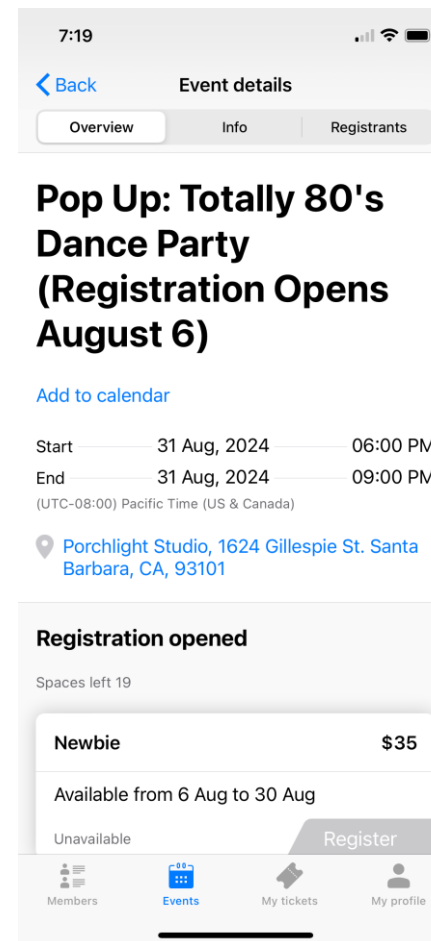 7:19
Back
Event details
Overview
Info
Registrants
Pop Up: Totally 80's
Dance Party
(Registration Opens
August 6)
Add to calendar
Start 31 Aug, 2024 06:00 PM
End 31 Aug, 2024 09:00 PM
(UTC-08:00) Pacific Time (US & Canada)
Porchlight Studio, 1624 Gillespie St. Santa
Barbara, CA, 93101
Registration opened
Spaces left 19
Newbie $35
Available from 6 Aug to 30 Aug
Unavailable
Register
Members
Events
My tickets
My profile